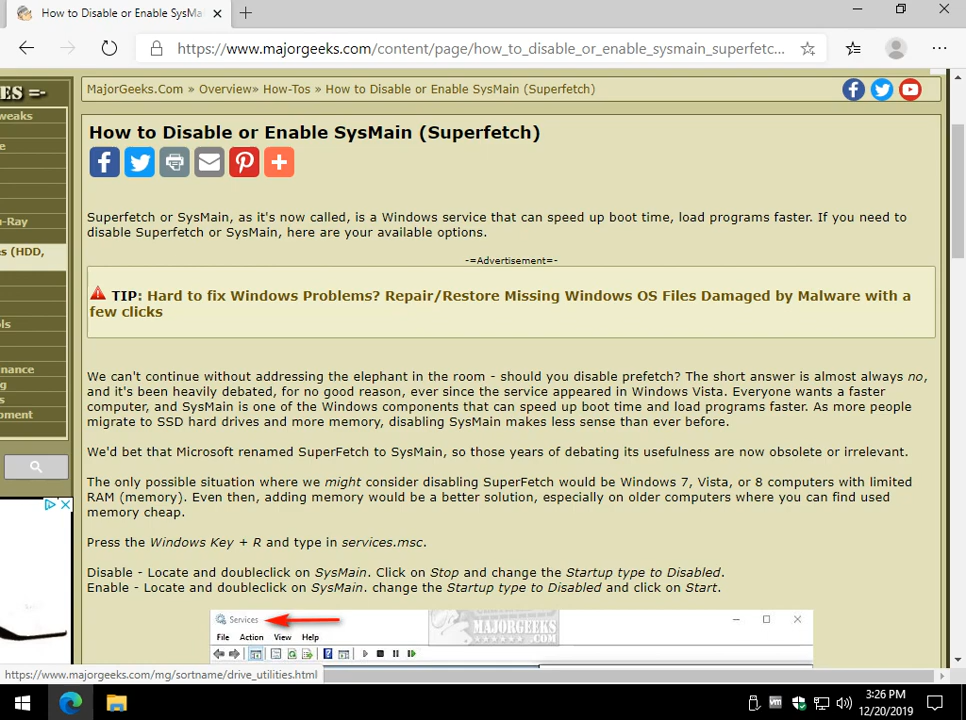 How to Disable or Enable SysMa
https://www.majorgeeks.com/content/page/how_to_disable_or_enable_sysmain_superfetc...
ES =-
weaks
e
n-Ray
s (HDD,
ols
nance
g
s
opment
MajorGeeks.Com » Overview» How-Tos » How to Disable or Enable SysMain (Superfetch)
How to Disable or Enable SysMain (Superfetch)
Superfetch or SysMain, as it's now called, is a Windows service that can speed up boot time, load programs faster. If you need to
disable Superfetch or SysMain, here are your available options.
-=Advertisement=-
TIP: Hard to fix Windows Problems? Repair/Restore Missing Windows OS Files Damaged by Malware with a
few clicks
We can't continue without addressing the elephant in the room - should you disable prefetch? The short answer is almost always no,
and it's been heavily debated, for no good reason, ever since the service appeared in Windows Vista. Everyone wants a faster
computer, and SysMain is one of the Windows components that can speed up boot time and load programs faster. As more people
migrate to SSD hard drives and more memory, disabling SysMain makes less sense than ever before.
We'd bet that Microsoft renamed SuperFetch to SysMain, so those years of debating its usefulness are now obsolete or irrelevant.
The only possible situation where we might consider disabling SuperFetch would be Windows 7, Vista, or 8 computers with limited
RAM (memory). Even then, adding memory would be a better solution, especially on older computers where you can find used
memory cheap.
Press the Windows Key + R and type in services.msc.
Disable - Locate and doubleclick on SysMain. Click on Stop and change the Startup type to Disabled.
Enable - Locate and doubleclick on SysMain. change the Startup type to Disabled and click on Start.
Services
File Action View Help
MAJORGEEKS
.COM
https://www.majorgeeks.com/mg/sortname/drive_utilities.html
3:26 PM
12/20/2019